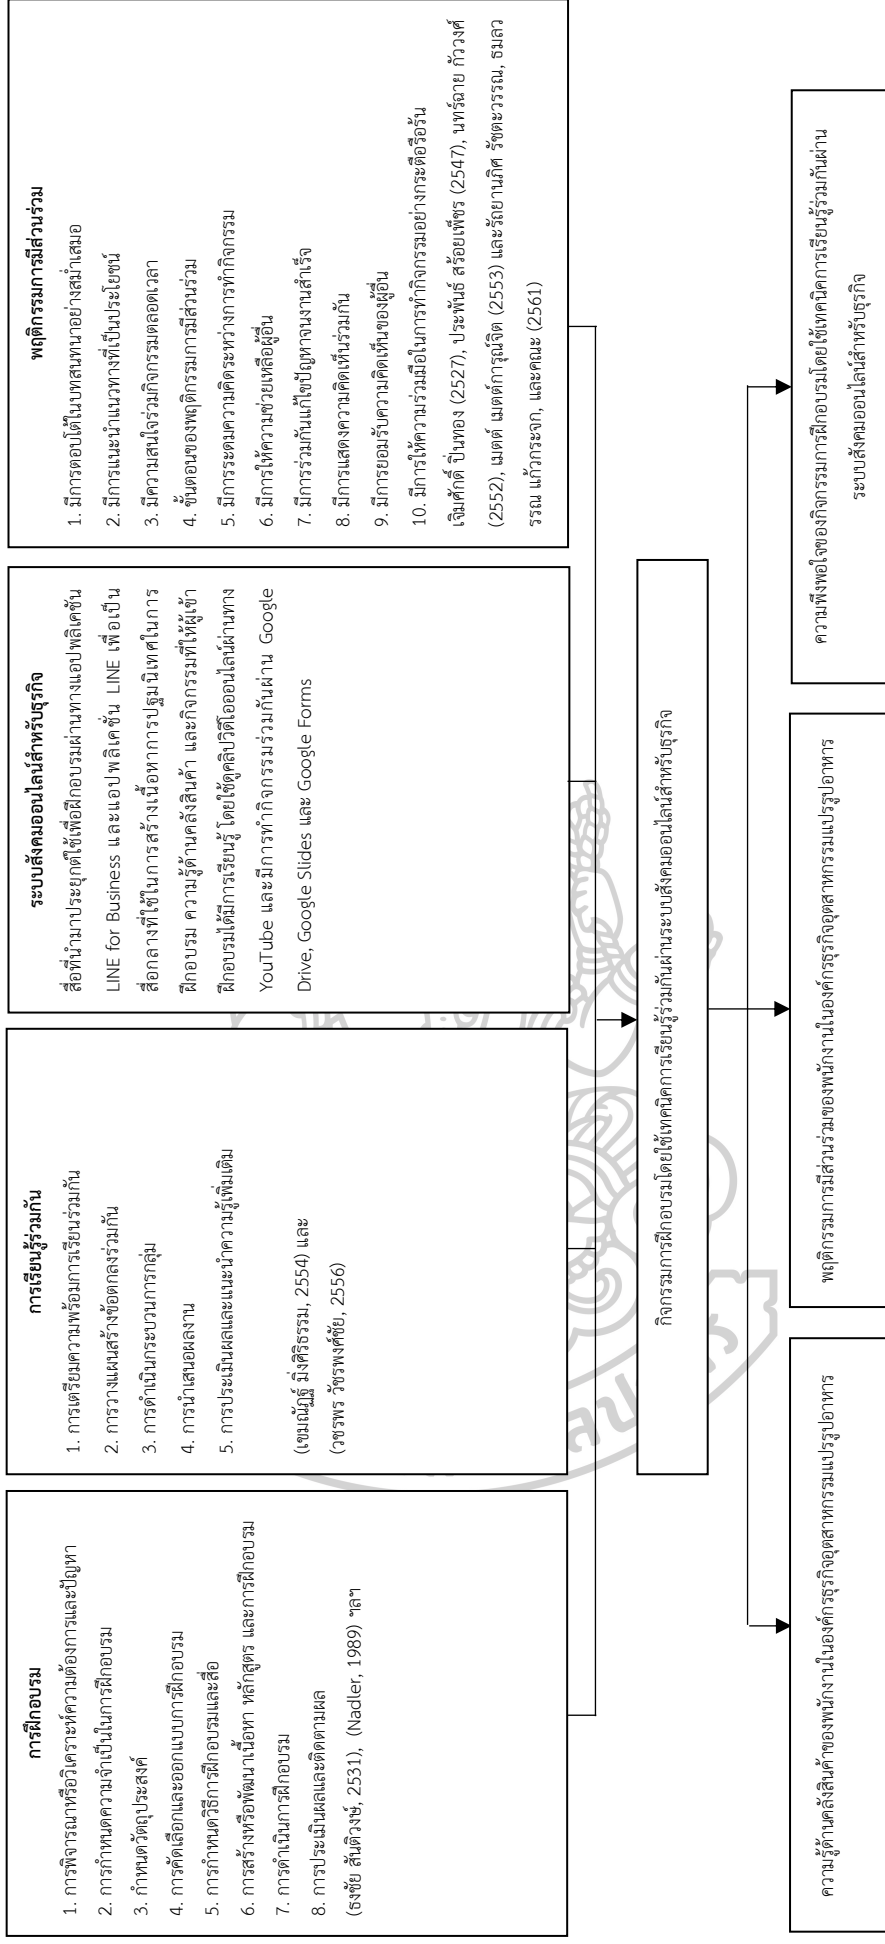 การฝึกอบรม
1. การพิจารณาหรือวิเคราะห์ความต้องการและปัญหา
2. การกำหนดความจำเป็นในการฝึกอบรม
3. กำหนดวัตถุประสงค์
4. การคัดเลือกและออกแบบการฝึกอบรม
5. การกำหนดวิธีการฝึกอบรมและสื่อ
6. การสร้างหรือพัฒนาเนื้อหา หลักสูตร และการฝึกอบรม
7. การดำเนินการฝึกอบรม
8. การประเมินผลและติดตามผล
(ธงชัย สันติวงษ์, 2531), (Nadler, 1989) ฯลฯ
การเรียนรู้ร่วมกัน
1. การเตรียมความพร้อมการเรียนร่วมกัน
2. การวางแผนสร้างข้อตกลงร่วมกัน
3. การดำเนินกระบวนการกลุ่ม
4. การนำเสนอผลงาน
5. การประเมินผลและแนะนำความรู้เพิ่มเติม
(เขมณัฏฐ์ มิ่งศิริธรรม, 2554) และ
(วชรพร วัชรพงศ์ชัย, 2556)
ระบบสังคมออนไลน์สำหรับธุรกิจ
สื่อที่นำมาประยุกต์ใช้เพื่อฝึกอบรมผ่านทางแอปพลิเคชัน
LINE for Business และแอปพลิเคชัน LINE เพื่อเป็น
สื่อกลางที่ใช้ในการสร้างเนื้อหาการปฐมนิเทศในการ
ฝึกอบรม ความรู้ด้านคลังสินค้า และกิจกรรมที่ให้ผู้เข้า
ฝึกอบรมได้มีการเรียนรู้ โดยใช้ดูคลิปวิดีโอออนไลน์ผ่านทาง
YouTube และมีการทำกิจกรรมร่วมกันผ่าน Google
Drive, Google Slides และ Google Forms
พฤติกรรมการมีส่วนร่วม
1. มีการตอบโต้ในบทสนทนาอย่างสม่ำเสมอ
2. มีการแนะนำแนวทางที่เป็นประโยชน์
3. มีความสนใจร่วมกิจกรรมตลอดเวลา
4. ขั้นตอนของพฤติกรรมการมีส่วนร่วม
5. มีการระดมความคิดระหว่างการทำกิจกรรม
6. มีการให้ความช่วยเหลือผู้อื่น
7. มีการร่วมกันแก้ไขปัญหาจนงานสำเร็จ
8. มีการแสดงความคิดเห็นร่วมกัน
9. มีการยอมรับความคิดเห็นของผู้อื่น
10. มีการให้ความร่วมมือในการทำกิจกรรมอย่างกระตือรือร้น
เจิมศักดิ์ ปิ่นทอง (2527), ประพันธ์ สร้อยเพ็ชร (2547), นทร์ฉาย กัววงศ์
(2552), เมตต์ เมตต์การุณ์จิต (2553) และรัถยานภิศ รัชตะวรรณ, ธมลว
รรณ แก้วกระจก, และคณะ (2561)
กิจกรรมการฝึกอบรมโดยใช้เทคนิคการเรียนรู้ร่วมกันผ่านระบบสังคมออนไลน์สำหรับธุรกิจ
ความรู้ด้านคลังสินค้าของพนักงานในองค์กรธุรกิจอุตสาหกรรมแปรรูปอาหาร
พฤติกรรมการมีส่วนร่วมของพนักงานในองค์กรธุรกิจอุตสาหกรรมแปรรูปอาหาร
ความพึงพอใจของกิจกรรมการฝึกอบรมโดยใช้เทคนิคการเรียนรู้ร่วมกันผ่าน
ระบบสังคมออนไลน์สำหรับธุรกิจ